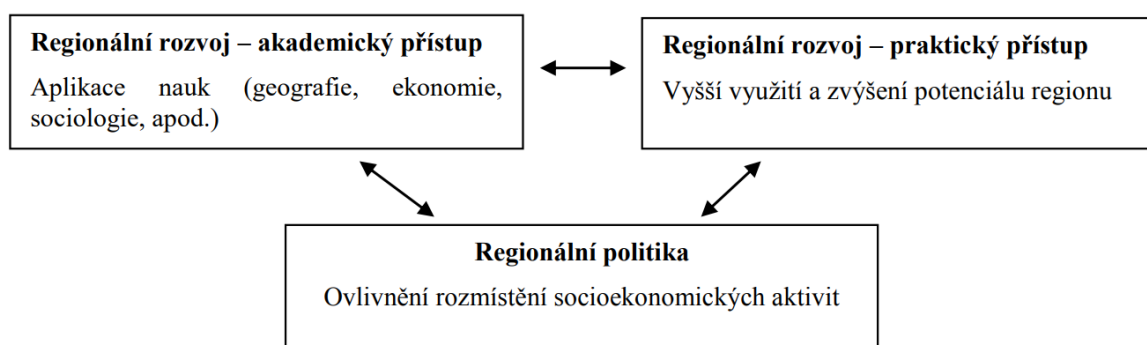 Regionální rozvoj – akademický přístup
Aplikace nauk (geografie, ekonomie,
sociologie, apod.)
Regionální rozvoj – praktický přístup
Vyšší využití a zvýšení potenciálu regionu
Regionální politika
Ovlivnění rozmístění socioekonomických aktivit